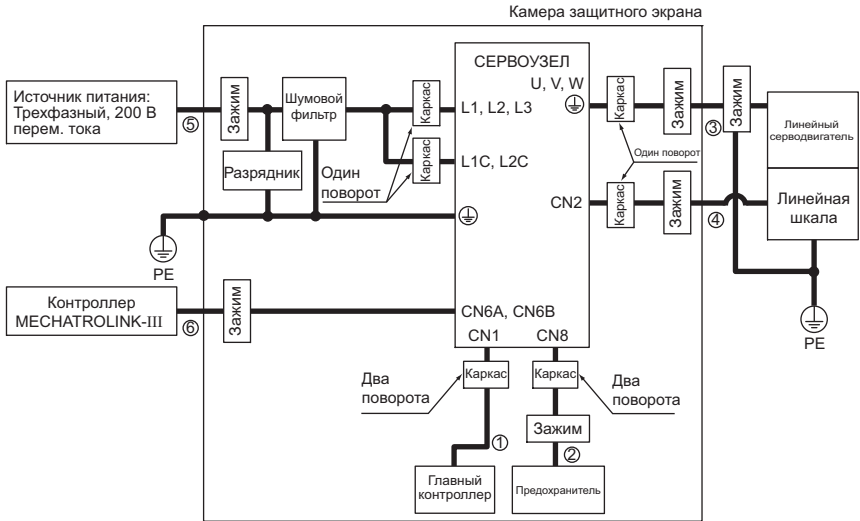 Камера защитного экрана
СЕРВОУЗЕЛ
U, V, W
Источник питания:
Трехфазный, 200 В
перем. тока
⑤
Зажим
Шумовой
фильтр
Каркас
L1, L2, L3
Каркас
Зажим
③
Зажим
Линейный
серводвигатель
Разрядник
Один
поворот
Каркас
L1C, L2C
Один поворот
CN2
Каркас
Зажим
④
Линейная
шкала
PE
Контроллер
MECHATROLINK-III
⑥
Зажим
CN6A, CN6B
CN1
CN8
PE
Два
поворота
Каркас
Каркас
Два
поворота
Зажим
①
②
Главный
контроллер
Предохранитель